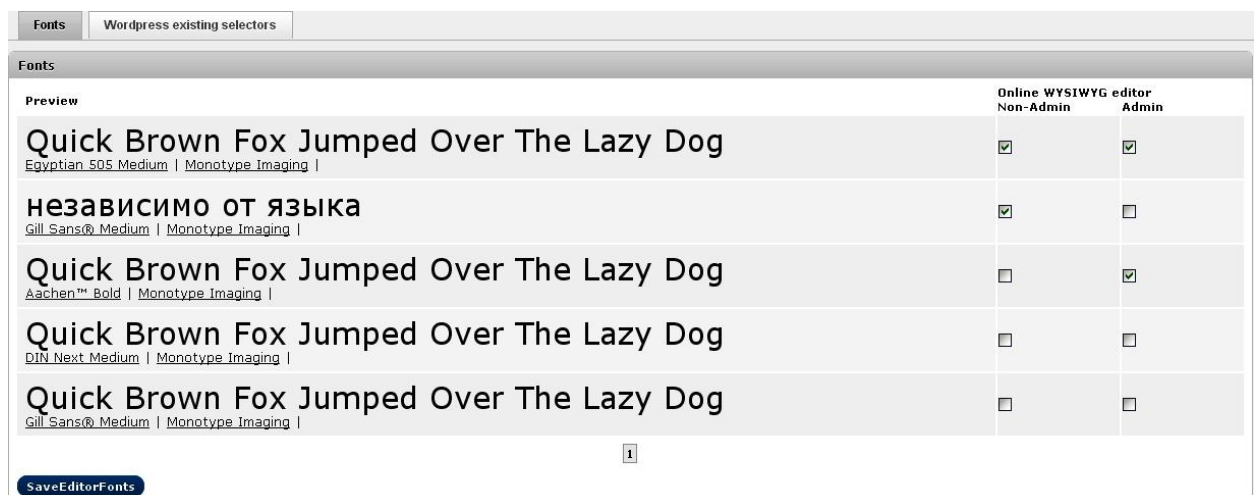 Fonts Wordpress existing selectors
Fonts
Preview Online WYSIWYG editor
Non-Admin Admin
Quick Brown Fox Jumped Over The Lazy Dog
Egyptian 505 Medium | Monotype Imaging |
независимо от языка
Gill Sans® Medium | Monotype Imaging |
Quick Brown Fox Jumped Over The Lazy Dog
Aachen™ Bold | Monotype Imaging |
Quick Brown Fox Jumped Over The Lazy Dog
DIN Next Medium | Monotype Imaging |
Quick Brown Fox Jumped Over The Lazy Dog
Gill Sans® Medium | Monotype Imaging |
1
SaveEditorFonts